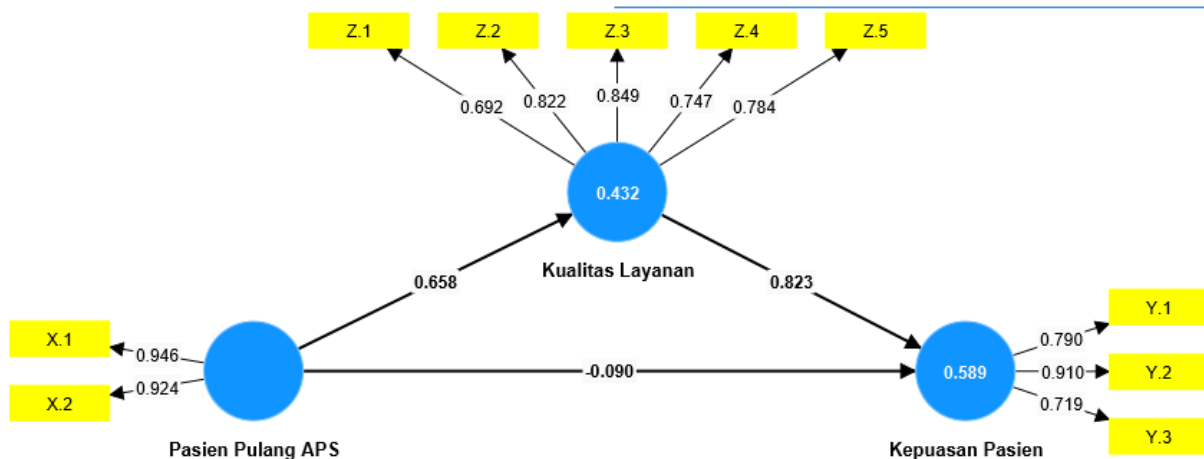 Z.1
Z.2
Z.3
Z.4
Z.5
0.692
0.822
0.849
0.747
0.784
0.432
Kualitas Layanan
0.658
0.823
X.1
X.2
0.946
0.924
-0.090
Pasien Pulang APS
0.589
Kepuasan Pasien
0.790
0.910
0.719
Y.1
Y.2
Y.3